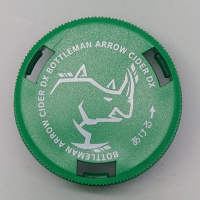 BOTTLEMAN ARROW CIDER DX
BOTTLEMAN ARROW CIDER DX
あける→